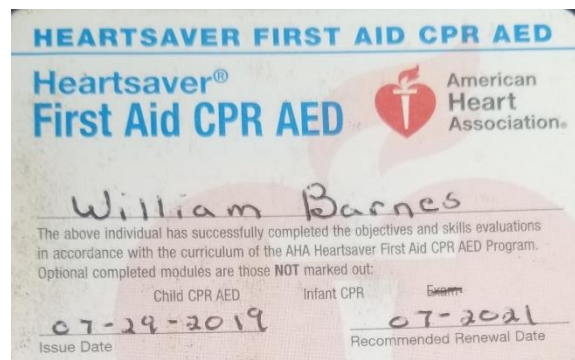 HEARTSAVER FIRST AID CPR AED
Heartsaver®
First Aid CPR AED
American
Heart
Association®
William Barnes
The above individual has successfully completed the objectives and skills evaluations
in accordance with the curriculum of the AHA Heartsaver First Aid CPR AED Program.
Optional completed modules are those NOT marked out:
Child CPR AED Infant CPR Exam
07-29-2019 07-2021
Issue Date Recommended Renewal Date